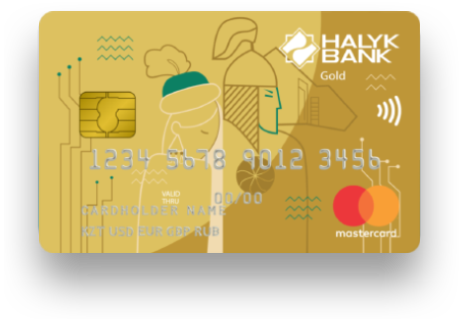 HALYK
BANK
Gold
1234 5678 9012 3456
VALID
THRU
00/00
CARDHOLDER NAME
KZT USD EUR GBP RUB
mastercard.